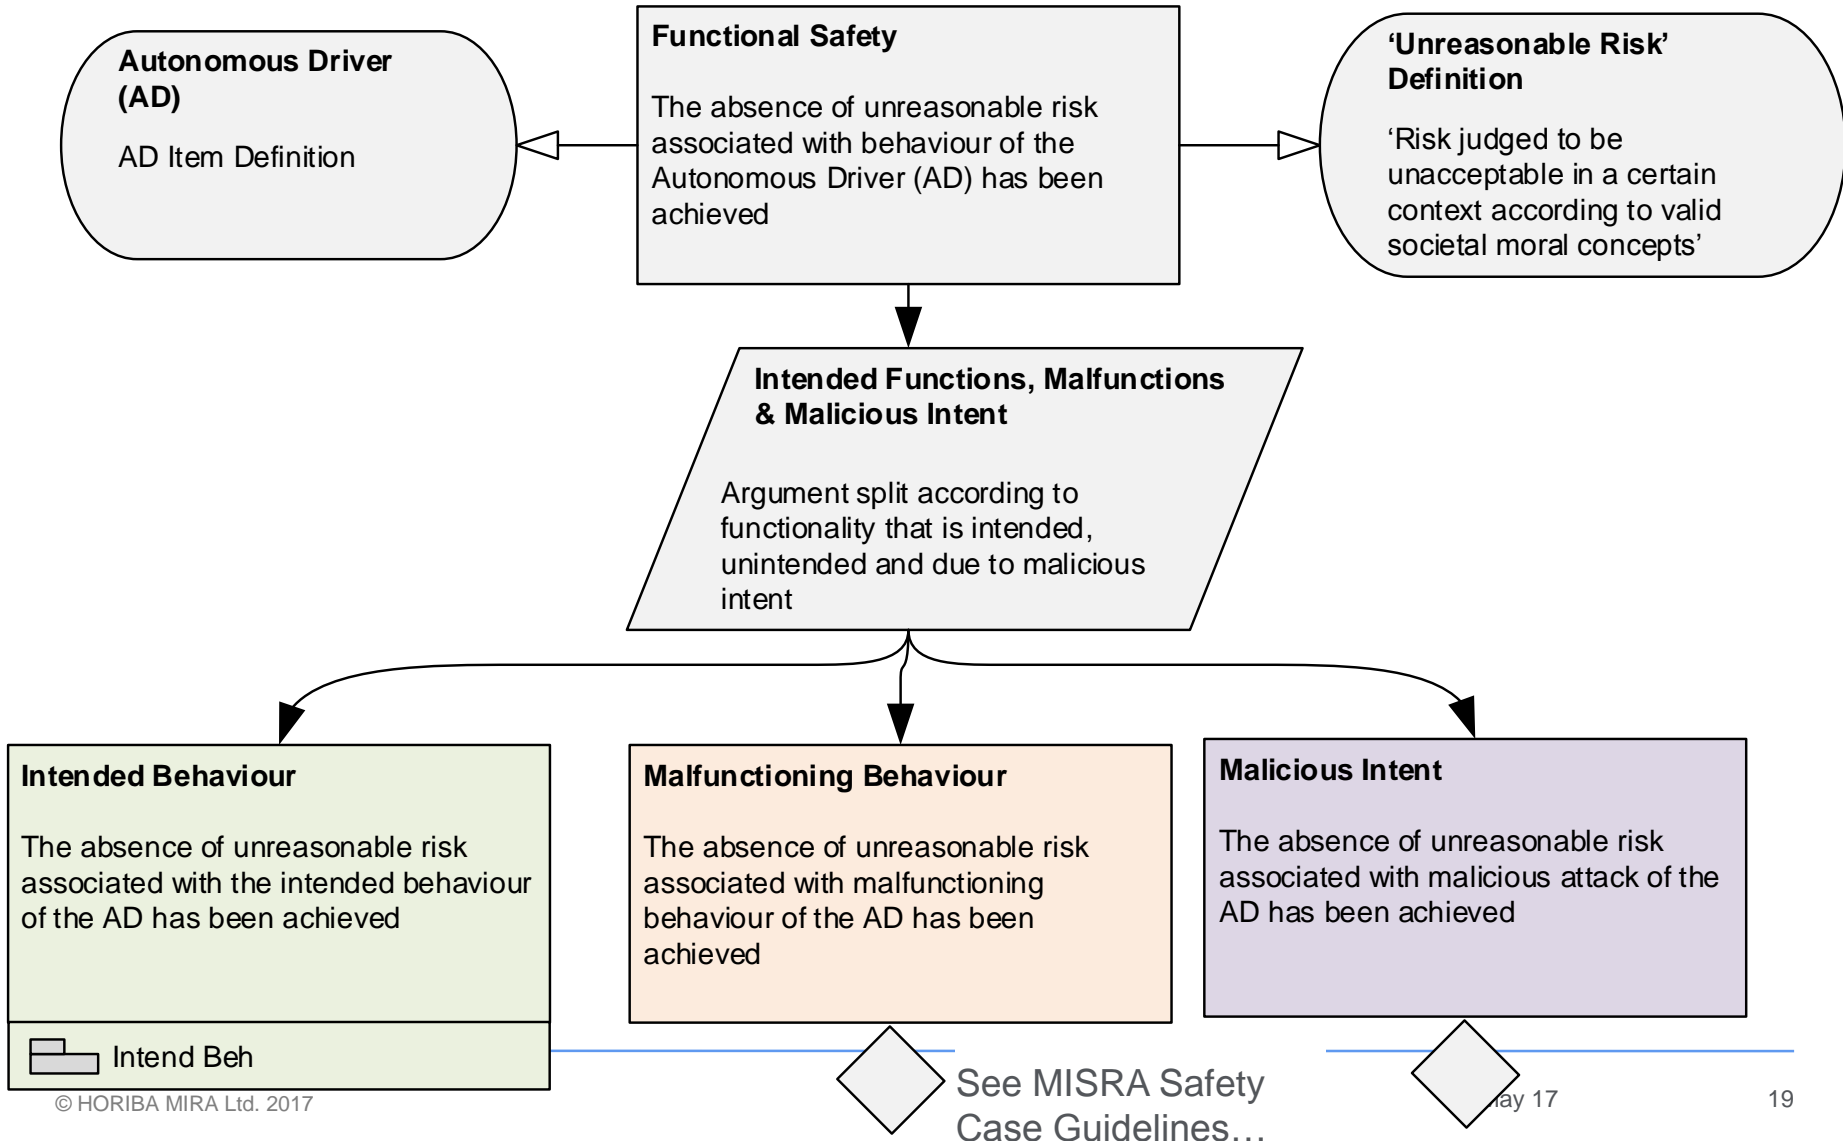 Autonomous Driver
(AD)
AD Item Definition
Functional Safety
The absence of unreasonable risk
associated with behaviour of the
Autonomous Driver (AD) has been
achieved
‘Unreasonable Risk’
Definition
‘Risk judged to be
unacceptable in a certain
context according to valid
societal moral concepts’
Intended Functions, Malfunctions
& Malicious Intent
Argument split according to
functionality that is intended,
unintended and due to malicious
intent
Intended Behaviour
The absence of unreasonable risk
associated with the intended behaviour
of the AD has been achieved
Intend Beh
Malfunctioning Behaviour
The absence of unreasonable risk
associated with malfunctioning
behaviour of the AD has been
achieved
Malicious Intent
The absence of unreasonable risk
associated with malicious attack of the
AD has been achieved
See MISRA Safety
Case Guidelines…
© HORIBA MIRA Ltd. 2017
17
19